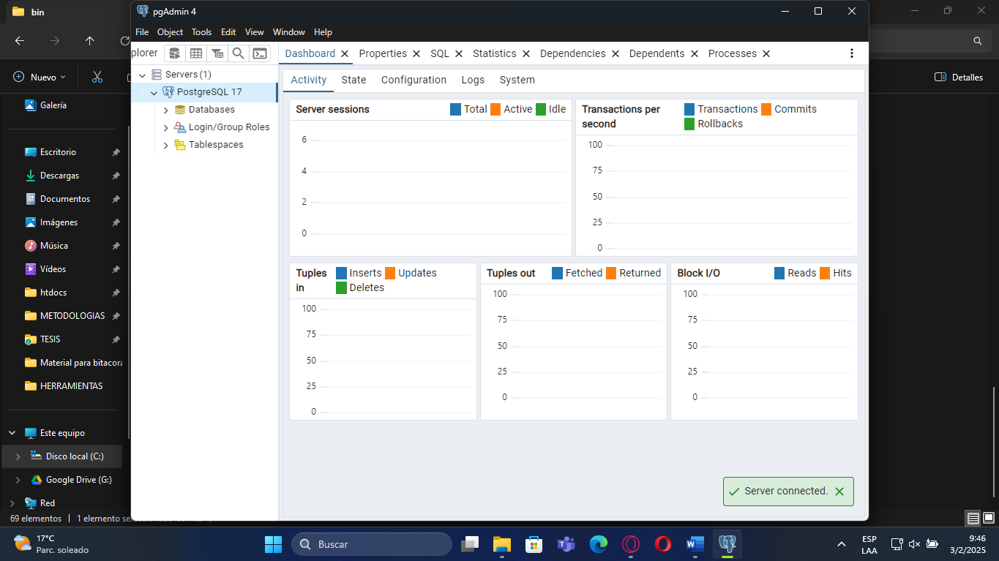 bin
pgAdmin 4
File Object Tools Edit View Window Help
plorer
Dashboard Properties SQL Statistics Dependencies Dependents Processes
Nuevo
Detalles
Servers (1)
PostgreSQL 17
Databases
Login/Group Roles
Tablespaces
Activity State Configuration Logs System
Server sessions
Total Active Idle
6
4
2
0
Transactions per
second
Transactions Commits
Rollbacks
100
75
50
25
0
Tuples
in
Inserts Updates
Deletes
100
75
50
25
0
Tuples out
Fetched Returned
100
75
50
25
0
Block I/O
Reads Hits
100
75
50
25
0
Server connected.
Galería
Escritorio
Descargas
Documentos
Imágenes
Música
Vídeos
htdocs
METODOLOGIAS
TESIS
Material para bitacora
HERRAMIENTAS
Este equipo
Disco local (C:)
Google Drive (G:)
Red
69 elementos
1 elemento
17°C
Parc. soleado
Buscar
ESP
LAA
9:46
3/2/2025